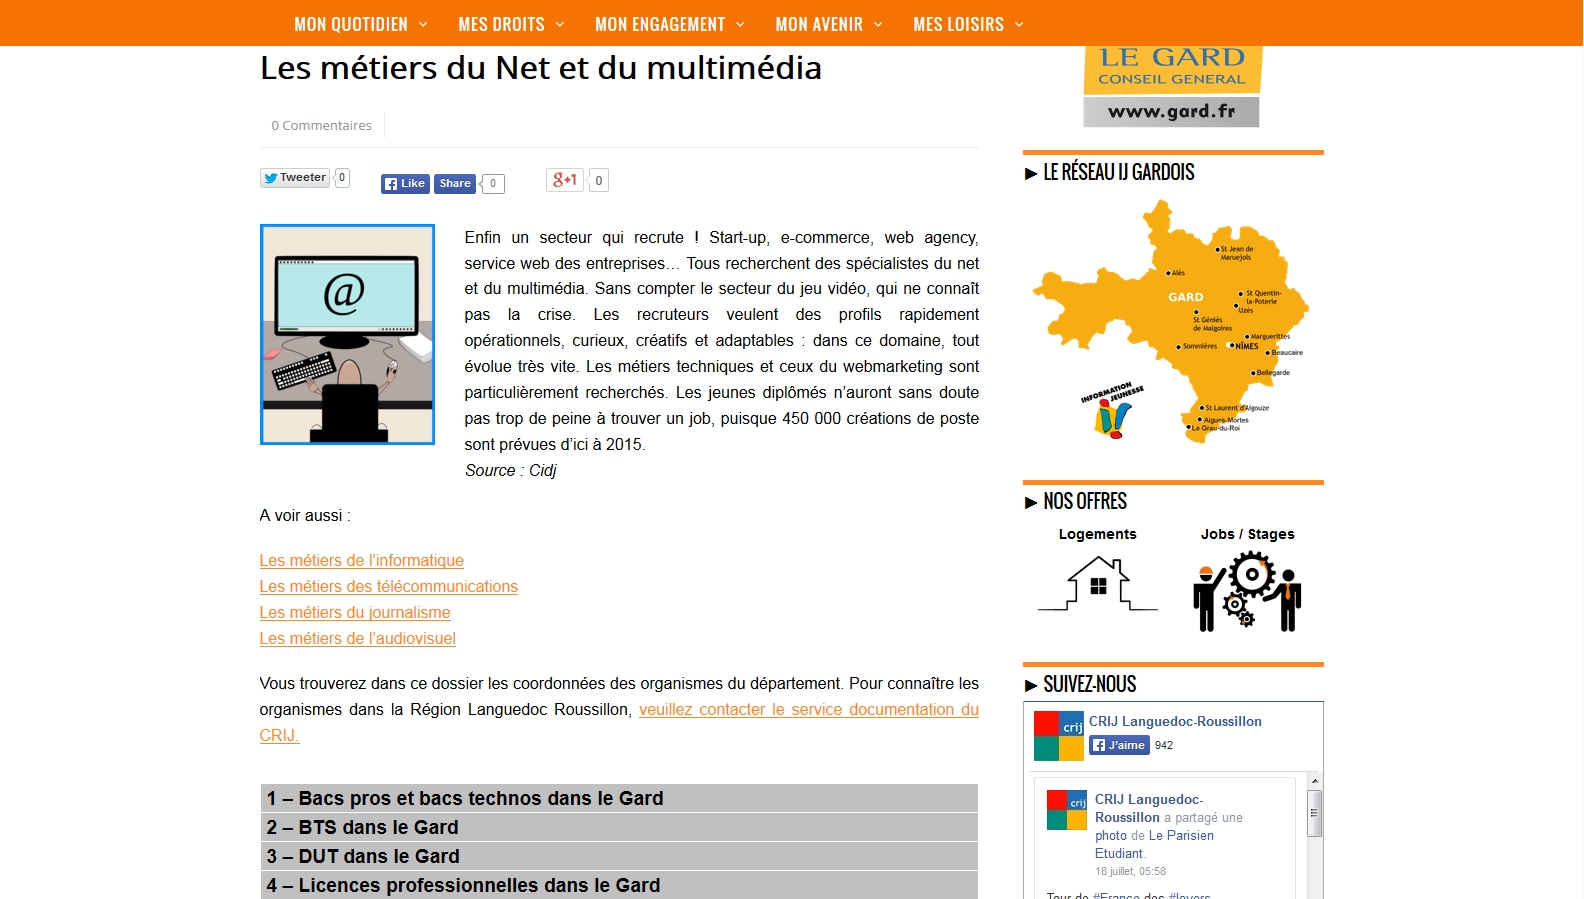 MON QUOTIDIEN MES DROITS MON ENGAGEMENT MON AVENIR MES LOISIRS
Les métiers du Net et du multimédia
0 Commentaires
Tweeter 0
Like Share 0
g+1 0
Enfin un secteur qui recrute ! Start-up, e-commerce, web agency,
service web des entreprises… Tous recherchent des spécialistes du net
et du multimédia. Sans compter le secteur du jeu vidéo, qui ne connaît
pas la crise. Les recruteurs veulent des profils rapidement
opérationnels, curieux, créatifs et adaptables : dans ce domaine, tout
évolue très vite. Les métiers techniques et ceux du webmarketing sont
particulièrement recherchés. Les jeunes diplômés n’auront sans doute
pas trop de peine à trouver un job, puisque 450 000 créations de poste
sont prévues d’ici à 2015.
Source : Cidj
@
A voir aussi :
Les métiers de l’informatique
Les métiers des télécommunications
Les métiers du journalisme
Les métiers de l’audiovisuel
Vous trouverez dans ce dossier les coordonnées des organismes du département. Pour connaître les
organismes dans la Région Languedoc Roussillon, veuillez contacter le service documentation du
CRIJ.
1 – Bacs pros et bacs technos dans le Gard
2 – BTS dans le Gard
3 – DUT dans le Gard
4 – Licences professionnelles dans le Gard
LE GARD
CONSEIL GENERAL
www.gard.fr
► LE RÉSEAU IJ GARDOIS
St Jean de
Maruejols
Alès
GARD
St Quentin-
la-Poterie
Uzès
St Géniès
de Malgoires
Marguerittes
Sommières
NÎMES
Beaucaire
Bellegarde
INFORMATION
JEUNESSE
St Laurent d'Aigouze
Aigues-Mortes
Le Grau-du-Roi
► NOS OFFRES
Logements
Jobs / Stages
► SUIVEZ-NOUS
crij
CRIJ Languedoc-Roussillon
J’aime 942
crij
CRIJ Languedoc-
Roussillon a partagé une
photo de Le Parisien
Etudiant.
18 juillet, 05:58
Tour de #France des #lovers